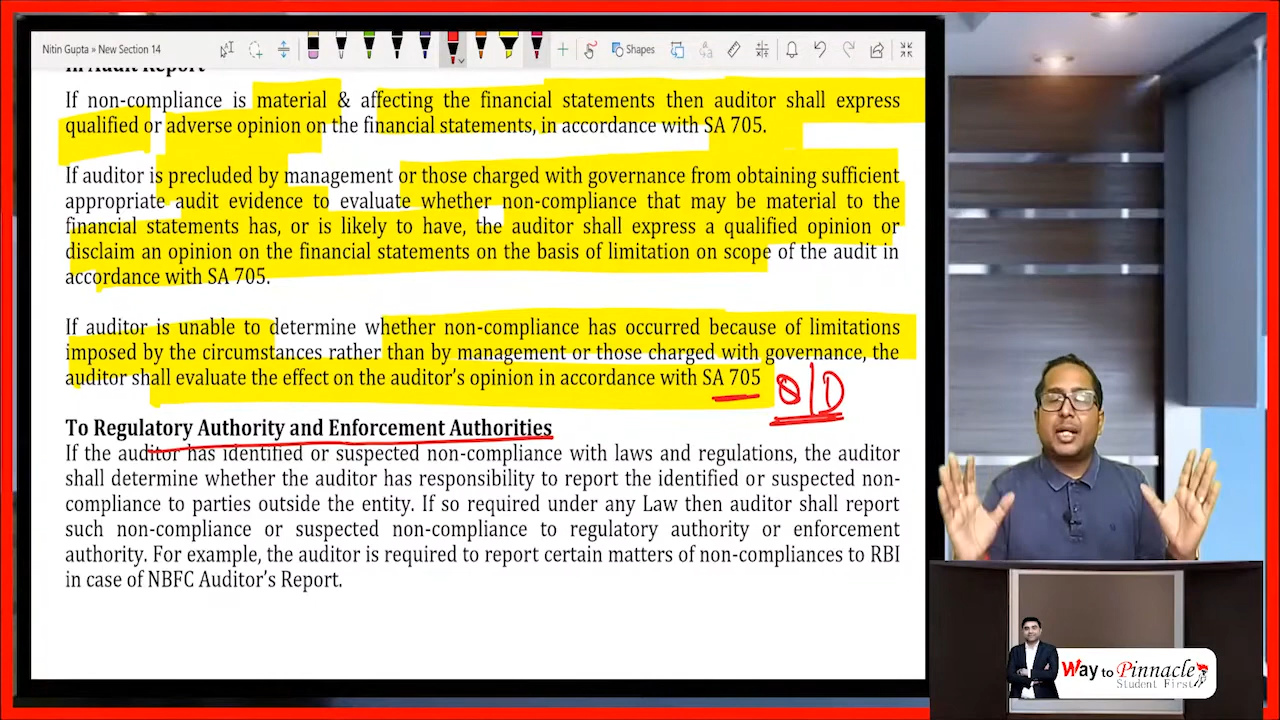 Nitin Gupta » New Section 14
Shapes
In Audit Report
If non-compliance is material & affecting the financial statements then auditor shall express
qualified or adverse opinion on the financial statements, in accordance with SA 705.
If auditor is precluded by management or those charged with governance from obtaining sufficient
appropriate audit evidence to evaluate whether non-compliance that may be material to the
financial statements has, or is likely to have, the auditor shall express a qualified opinion or
disclaim an opinion on the financial statements on the basis of limitation on scope of the audit in
accordance with SA 705.
If auditor is unable to determine whether non-compliance has occurred because of limitations
imposed by the circumstances rather than by management or those charged with governance, the
auditor shall evaluate the effect on the auditor's opinion in accordance with SA 705
Q/D
To Regulatory Authority and Enforcement Authorities
If the auditor has identified or suspected non-compliance with laws and regulations, the auditor
shall determine whether the auditor has responsibility to report the identified or suspected non-
compliance to parties outside the entity. If so required under any Law then auditor shall report
such non-compliance or suspected non-compliance to regulatory authority or enforcement
authority. For example, the auditor is required to report certain matters of non-compliances to RBI
in case of NBFC Auditor's Report.
Way to Pinnacle
Student First